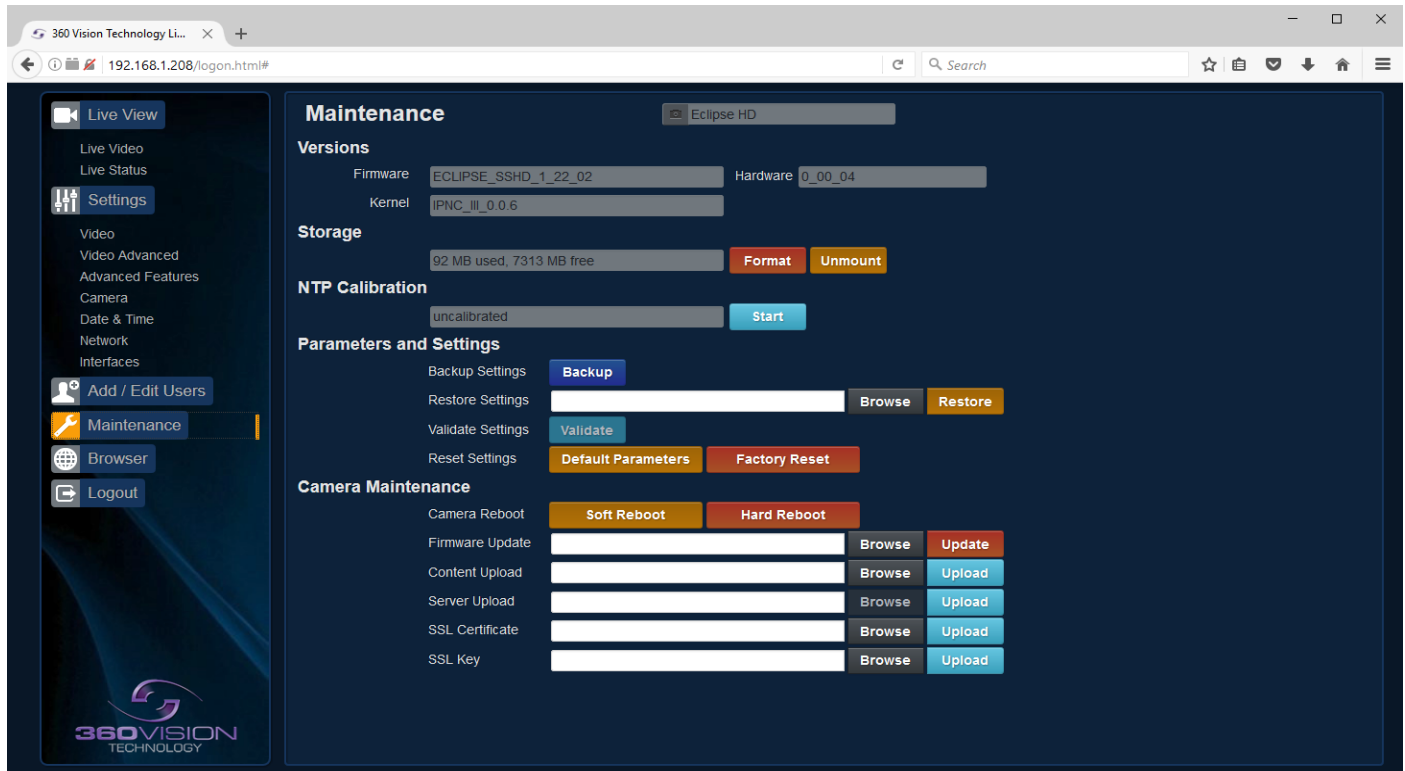 360 Vision Technology Li...
192.168.1.208/logon.html#
Search
Live View
Live Video
Live Status
Settings
Video
Video Advanced
Advanced Features
Camera
Date & Time
Network
Interfaces
Add / Edit Users
Maintenance
Browser
Logout
360VISION
TECHNOLOGY
Maintenance Eclipse HD
Versions
Firmware ECLIPSE_SSHD_1_22_02 Hardware 0_00_04
Kernel IPNC_III_0.0.6
Storage
92 MB used, 7313 MB free Format Unmount
NTP Calibration
uncalibrated Start
Parameters and Settings
Backup Settings Backup
Restore Settings Browse Restore
Validate Settings Validate
Reset Settings Default Parameters Factory Reset
Camera Maintenance
Camera Reboot Soft Reboot Hard Reboot
Firmware Update Browse Update
Content Upload Browse Upload
Server Upload Browse Upload
SSL Certificate Browse Upload
SSL Key Browse Upload